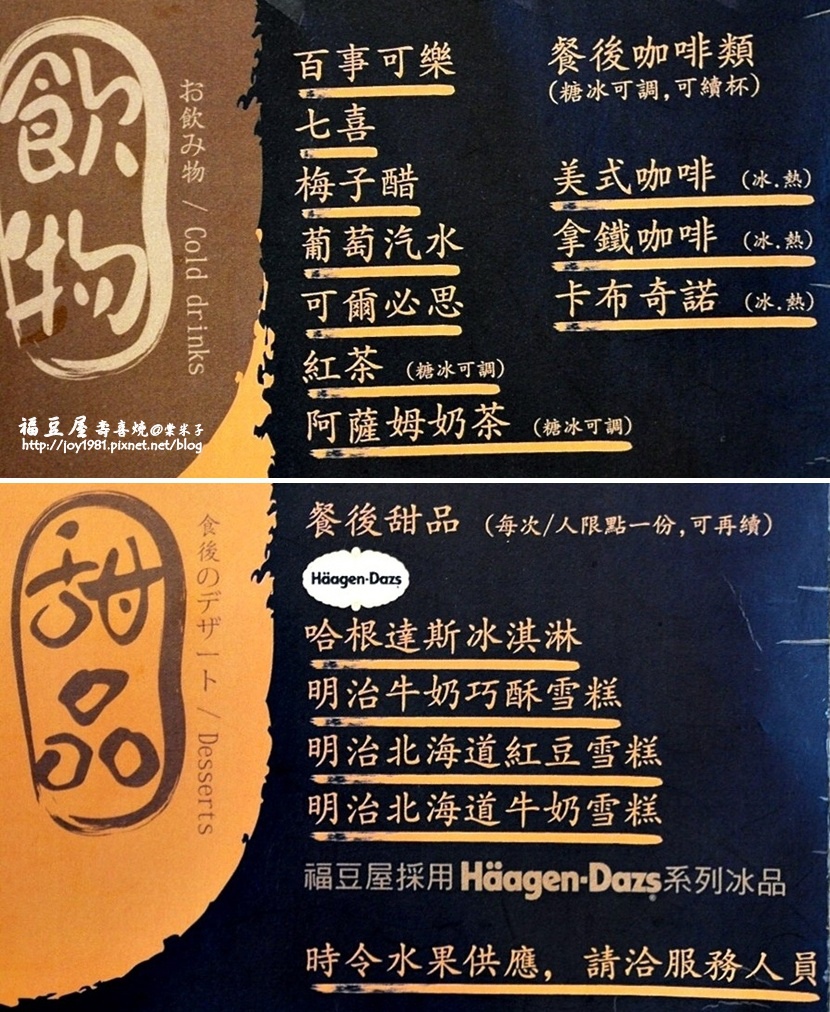 飲物
お飲み物 / Cold drinks
百事可樂
七喜
梅子醋
葡萄汽水
可爾必思
紅茶 (糖冰可調)
阿薩姆奶茶 (糖冰可調)
餐後咖啡類
(糖冰可調,可續杯)
美式咖啡 (冰.熱)
拿鐵咖啡 (冰.熱)
卡布奇諾 (冰.熱)
福豆屋壽喜燒@紫米子
http://joy1981.pixnet.net/blog
甜品
食後のデザート / Desserts
餐後甜品 (每次/人限點一份,可再續)
Häagen-Dazs
哈根達斯冰淇淋
明治牛奶巧酥雪糕
明治北海道紅豆雪糕
明治北海道牛奶雪糕
福豆屋採用Häagen-Dazs系列冰品
時令水果供應，請洽服務人員